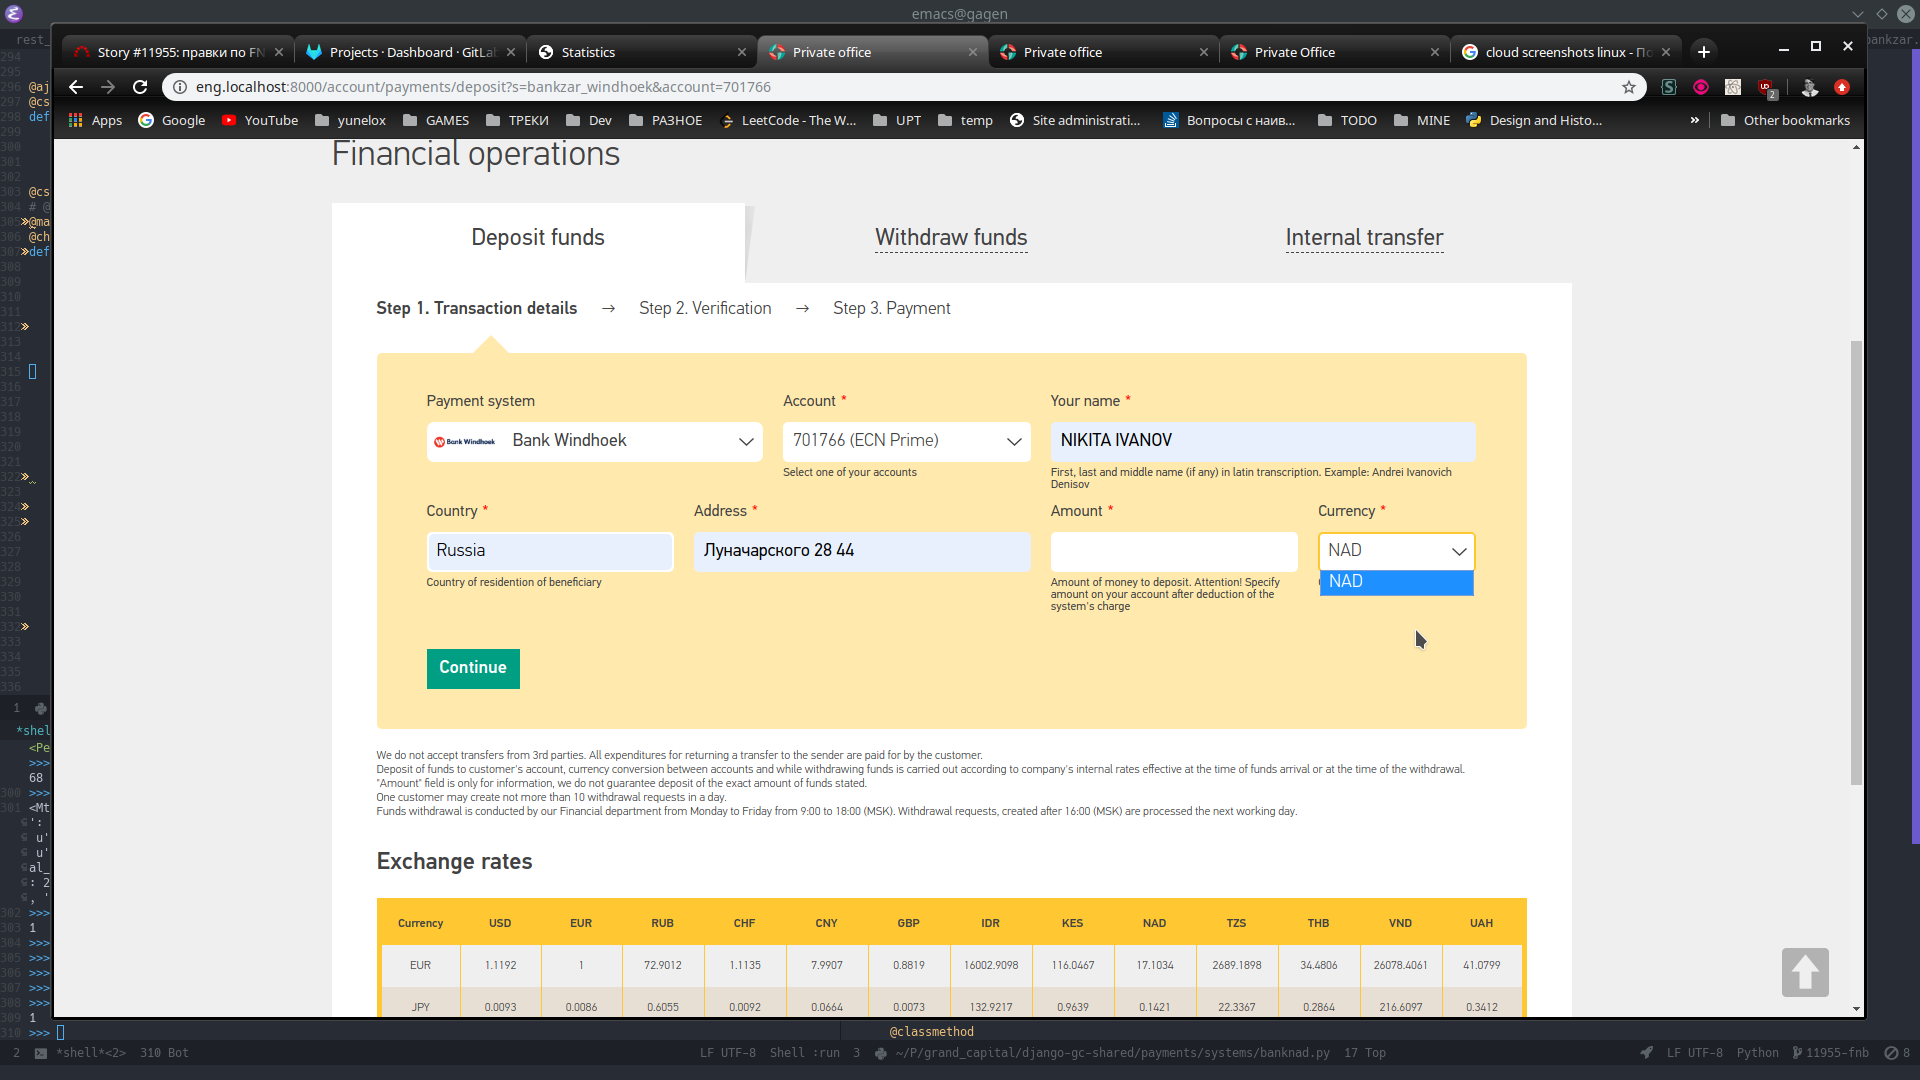 emacs@gagen
Story #11955: правки по FN
Projects · Dashboard · GitLa
Statistics
Private office
Private office
Private Office
cloud screenshots linux - По
eng.localhost:8000/account/payments/deposit?s=bankzar_windhoek&account=701766
Apps
Google
YouTube
yunelox
GAMES
ТРЕКИ
Dev
РАЗНОЕ
LeetCode - The W...
UPT
temp
Site administrati...
Вопросы с наив...
TODO
MINE
Design and Histo...
»
Other bookmarks
Financial operations
Deposit funds
Withdraw funds
Internal transfer
Step 1. Transaction details → Step 2. Verification → Step 3. Payment
Payment system
Account *
Your name *
Bank Windhoek
Bank Windhoek
701766 (ECN Prime)
NIKITA IVANOV
Select one of your accounts
First, last and middle name (if any) in latin transcription. Example: Andrei Ivanovich
Denisov
Country *
Address *
Amount *
Currency *
Russia
Луначарского 28 44
NAD
NAD
Country of residention of beneficiary
Amount of money to deposit. Attention! Specify
amount on your account after deduction of the
system's charge
Continue
We do not accept transfers from 3rd parties. All expenditures for returning a transfer to the sender are paid for by the customer.
Deposit of funds to customer's account, currency conversion between accounts and while withdrawing funds is carried out according to company's internal rates effective at the time of funds arrival or at the time of the withdrawal.
"Amount" field is only for information, we do not guarantee deposit of the exact amount of funds stated.
One customer may create not more than 10 withdrawal requests in a day.
Funds withdrawal is conducted by our Financial department from Monday to Friday from 9:00 to 18:00 (MSK). Withdrawal requests, created after 16:00 (MSK) are processed the next working day.
Exchange rates
Currency USD EUR RUB CHF CNY GBP IDR KES NAD TZS THB VND UAH
EUR 1.1192 1 72.9012 1.1135 7.9907 0.8819 16002.9098 116.0467 17.1034 2689.1898 34.4806 26078.4061 41.0799
JPY 0.0093 0.0086 0.6055 0.0092 0.0664 0.0073 132.9217 0.9639 0.1421 22.3367 0.2864 216.6097 0.3412
@classmethod
2 *shell*<2> 310 Bot
LF UTF-8 Shell :run 3 ~/P/grand_capital/django-gc-shared/payments/systems/banknad.py 17 Top
LF UTF-8 Python 11955-fnb 8